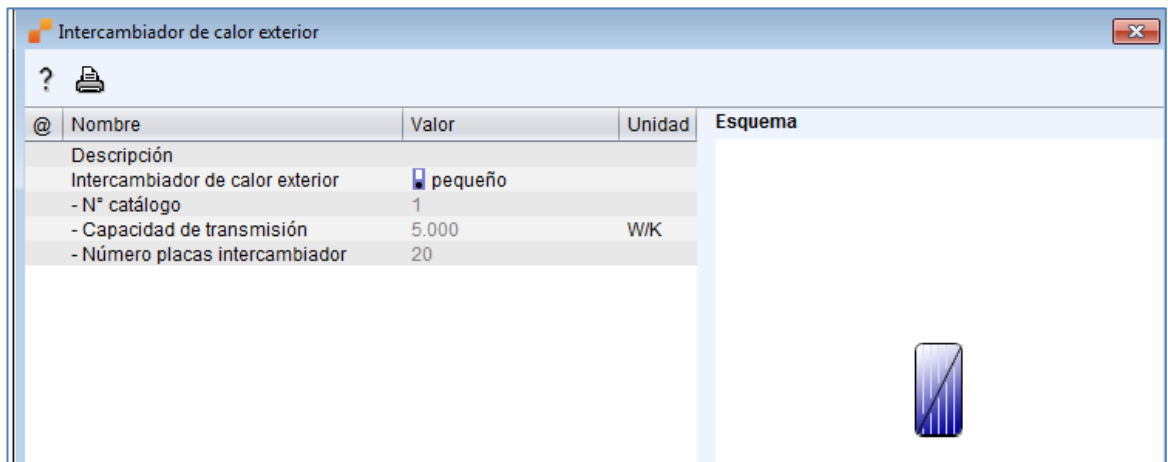 Intercambiador de calor exterior
?
@ Nombre Valor Unidad Esquema
Descripción
Intercambiador de calor exterior pequeño
- N° catálogo 1
- Capacidad de transmisión 5.000 W/K
- Número placas intercambiador 20